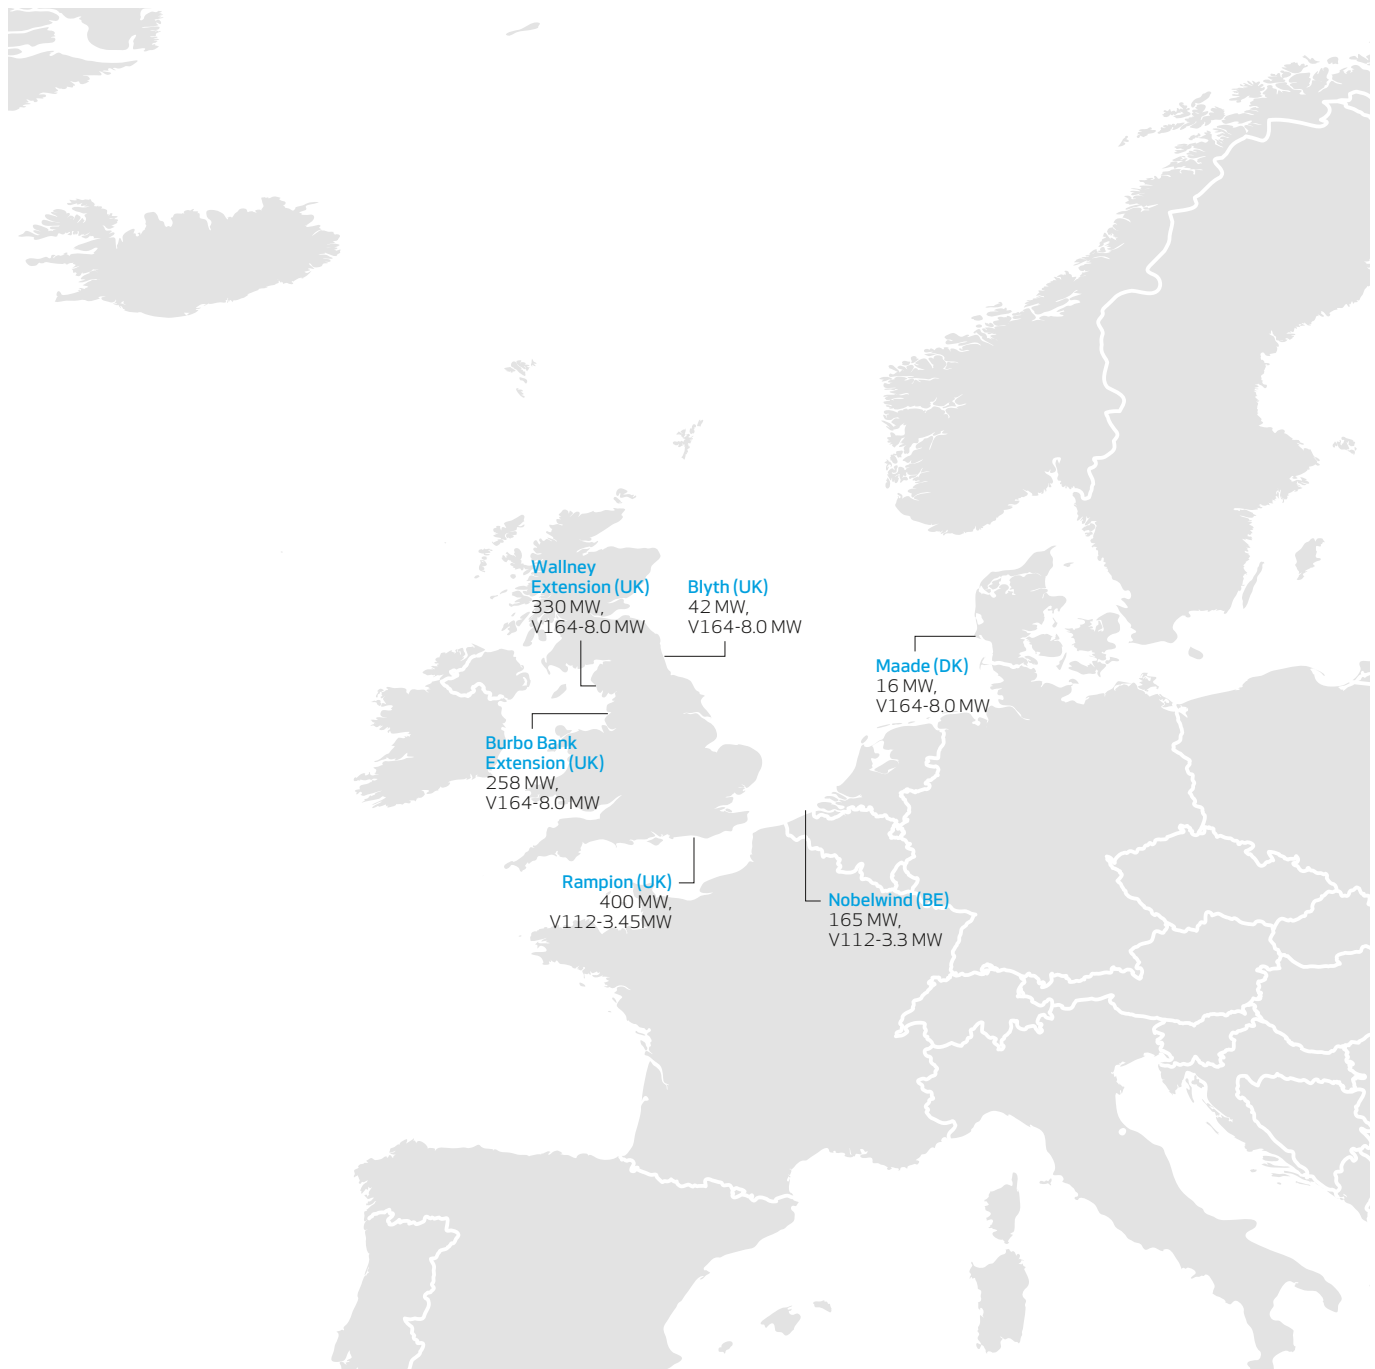 Wallney
Extension (UK)
330 MW,
V164-8.0 MW
Blyth (UK)
42 MW,
V164-8.0 MW
Maade (DK)
16 MW,
V164-8.0 MW
Burbo Bank
Extension (UK)
258 MW,
V164-8.0 MW
Rampion (UK)
400 MW,
V112-3.45MW
Nobelwind (BE)
165 MW,
V112-3.3 MW